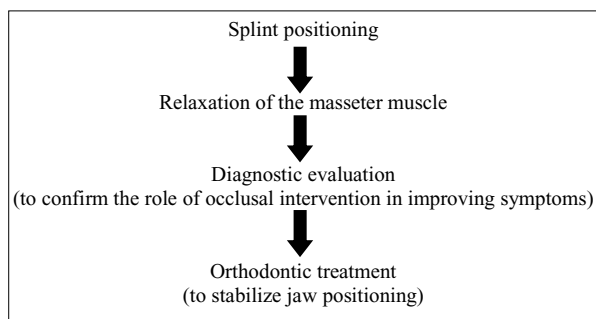 Splint positioning
Relaxation of the masseter muscle
Diagnostic evaluation
(to confirm the role of occlusal intervention in improving symptoms)
Orthodontic treatment
(to stabilize jaw positioning)